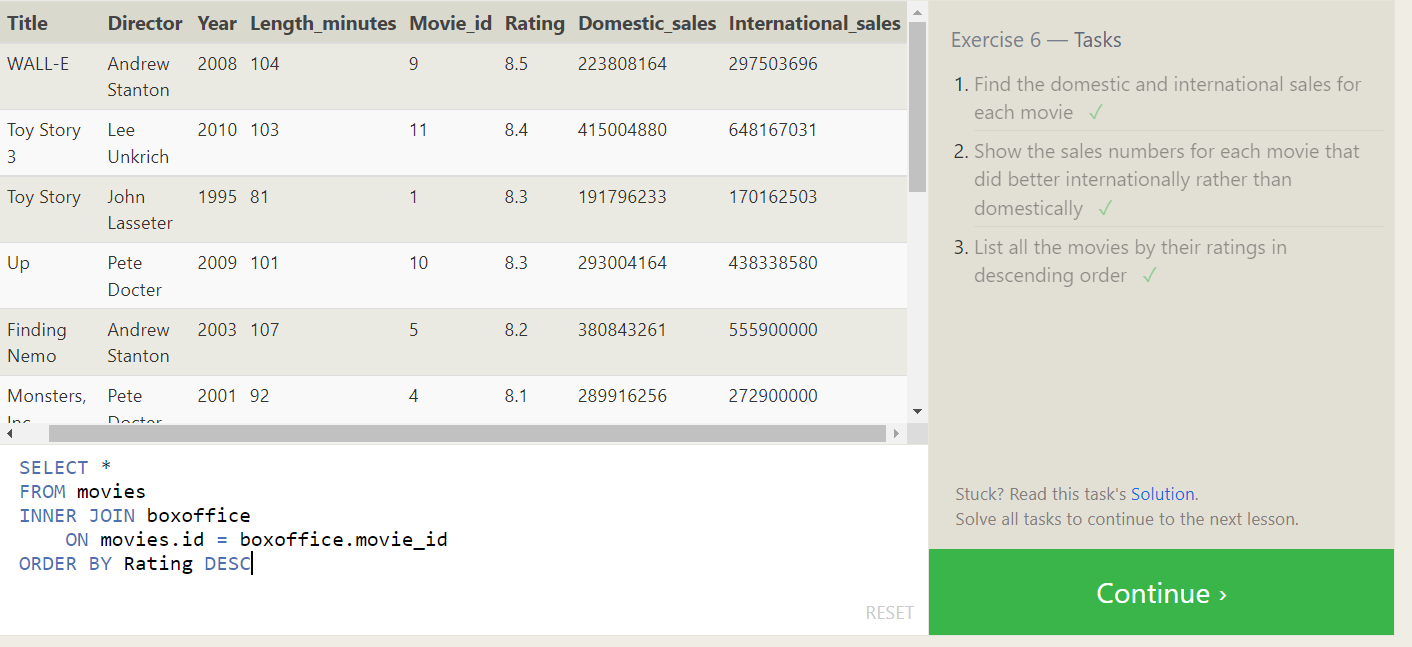 Title Director Year Length_minutes Movie_id Rating Domestic_sales International_sales
WALL-E Andrew 2008 104 9 8.5 223808164 297503696
Stanton
Toy Story Lee 2010 103 11 8.4 415004880 648167031
3 Unkrich
Toy Story John 1995 81 1 8.3 191796233 170162503
Lasseter
Up Pete 2009 101 10 8.3 293004164 438338580
Docter
Finding Andrew 2003 107 5 8.2 380843261 555900000
Nemo Stanton
Monsters, Pete 2001 92 4 8.1 289916256 272900000
Inc. Docter
SELECT *
FROM movies
INNER JOIN boxoffice
ON movies.id = boxoffice.movie_id
ORDER BY Rating DESC
RESET
Exercise 6 — Tasks
1. Find the domestic and international sales for
each movie ✓
2. Show the sales numbers for each movie that
did better internationally rather than
domestically ✓
3. List all the movies by their ratings in
descending order ✓
Stuck? Read this task's Solution.
Solve all tasks to continue to the next lesson.
Continue ›